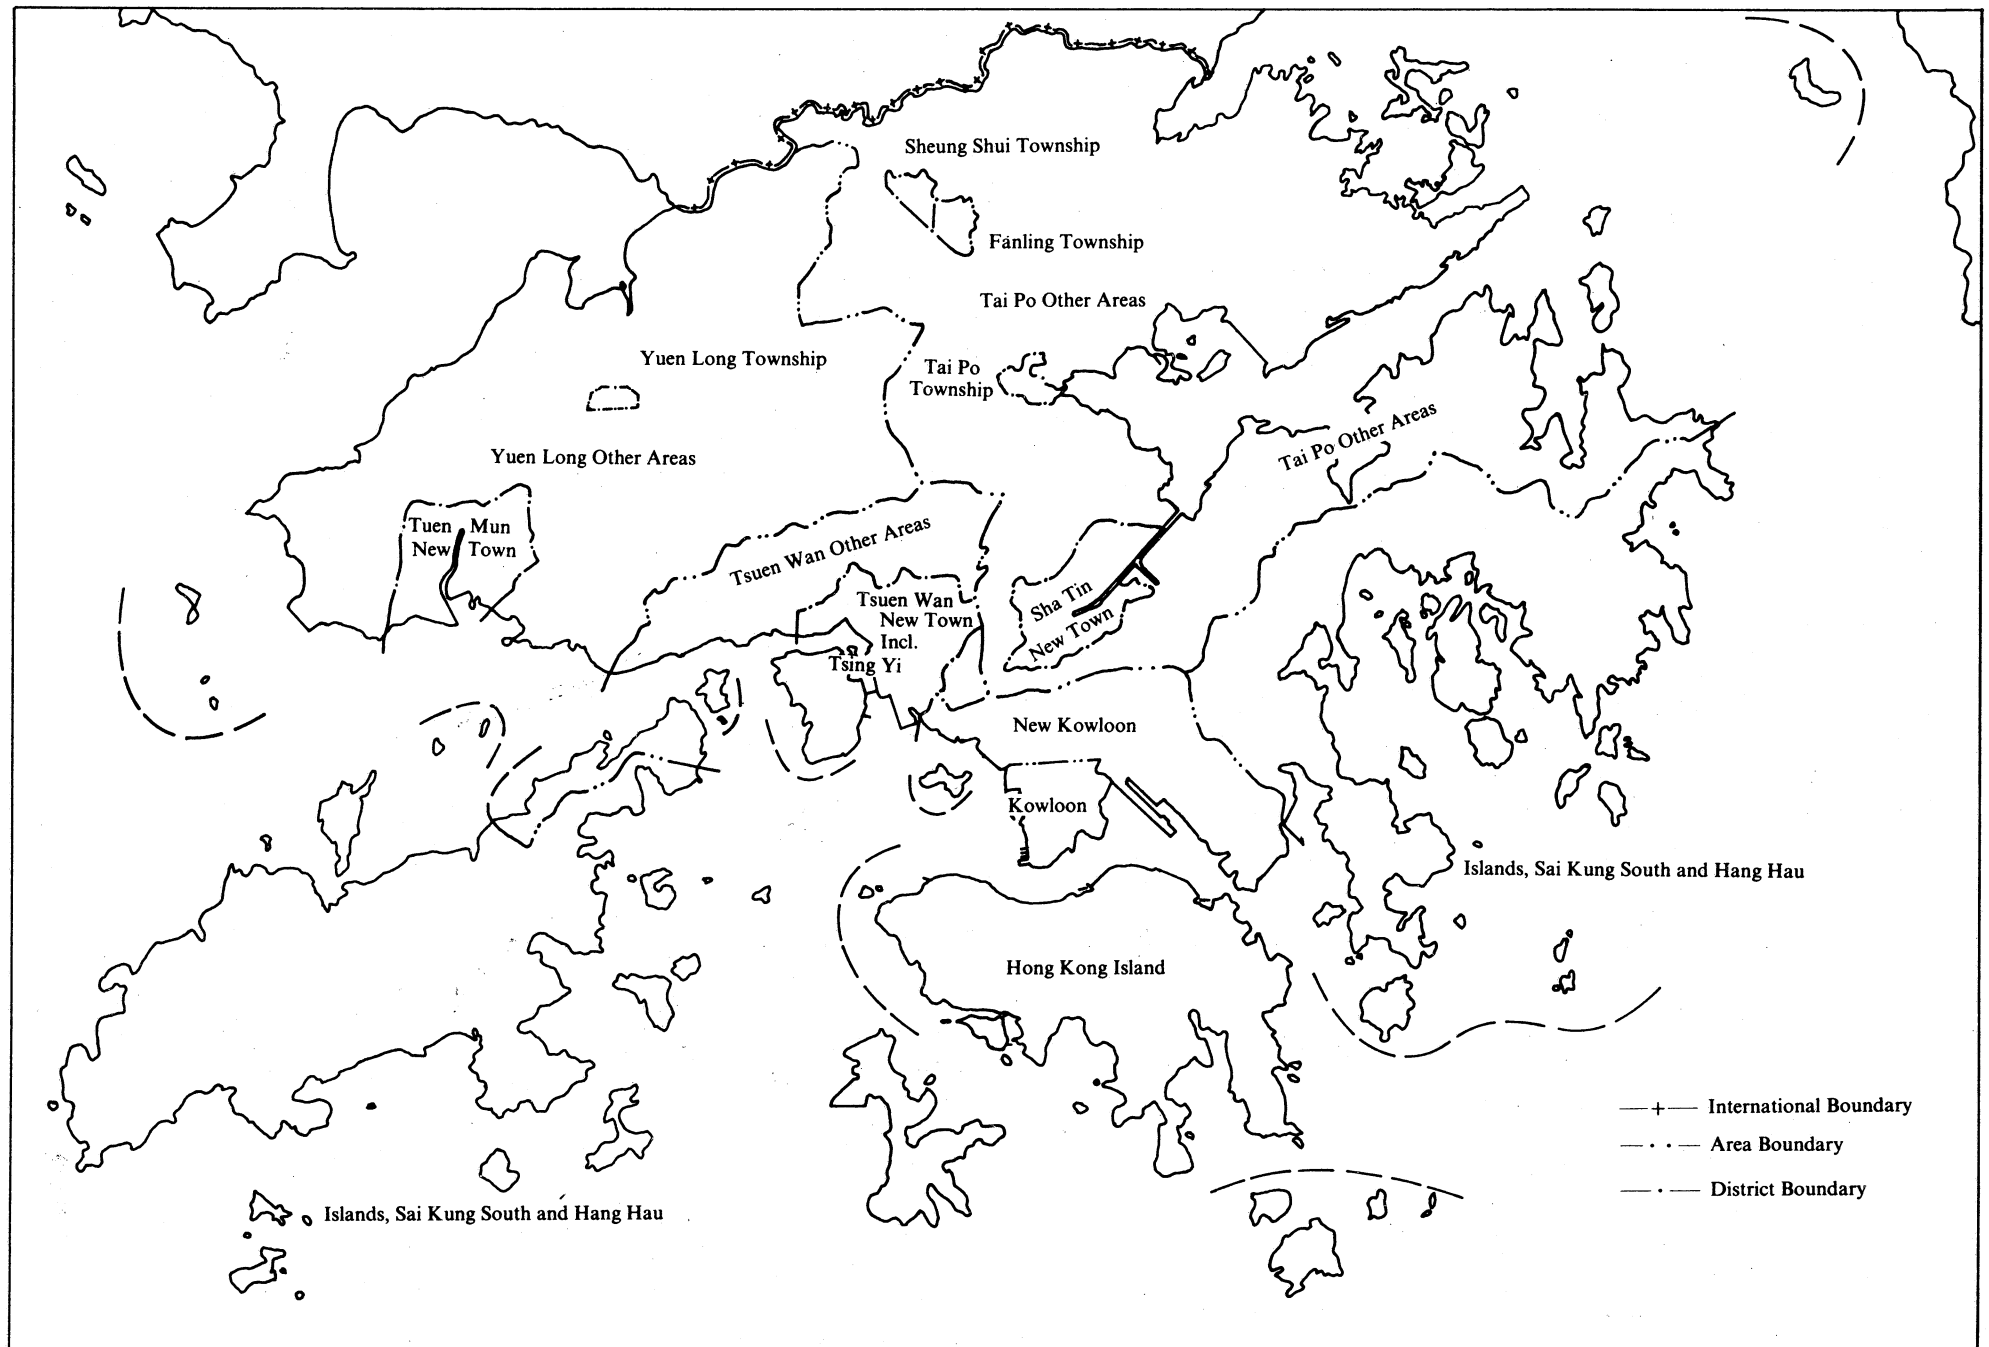 Sheung Shui Township
Fanling Township
Tai Po Other Areas
Yuen Long Township
Tai Po
Township
Tai Po Other Areas
Yuen Long Other Areas
Tuen Mun
New Town
Tsuen Wan Other Areas
Tsuen Wan
New Town
Incl.
Tsing Yi
Sha Tin
New Town
New Kowloon
Kowloon
Islands, Sai Kung South and Hang Hau
Hong Kong Island
International Boundary
Area Boundary
District Boundary
Islands, Sai Kung South and Hang Hau